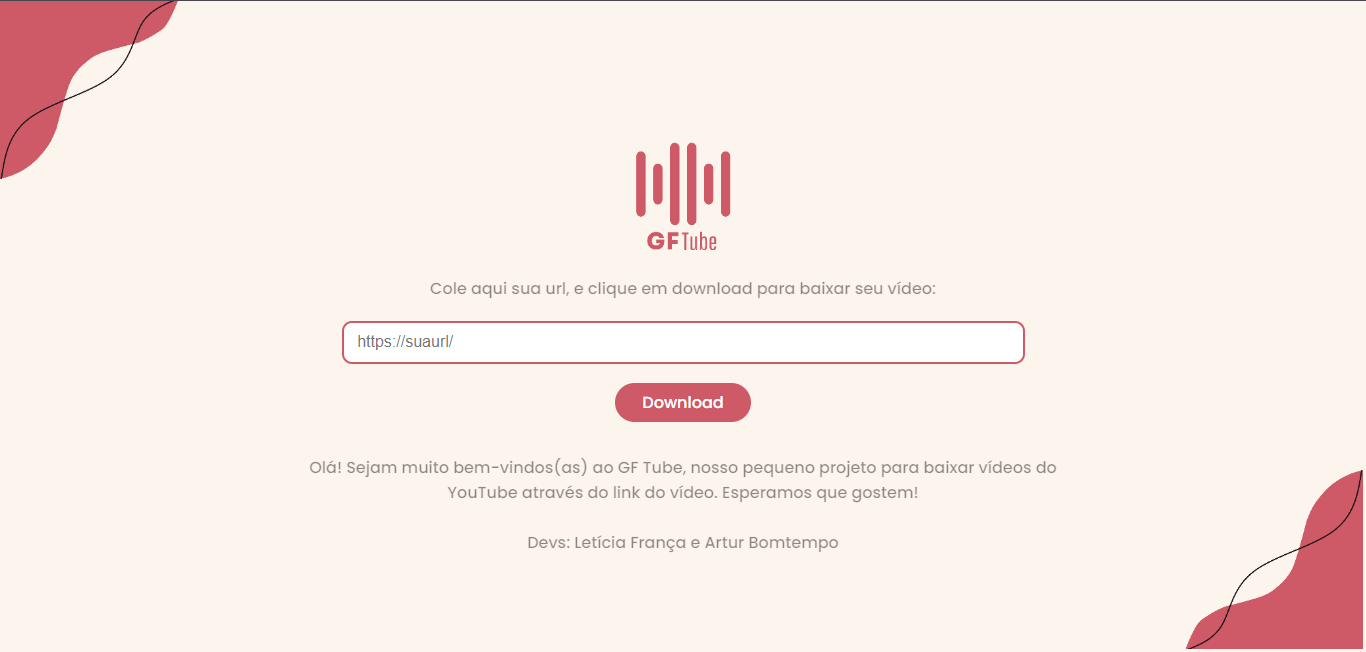 GF Tube
Cole aqui sua url, e clique em download para baixar seu vídeo:
https://suaurl/
Download
Olá! Sejam muito bem-vindos(as) ao GF Tube, nosso pequeno projeto para baixar vídeos do
YouTube através do link do vídeo. Esperamos que gostem!
Devs: Letícia França e Artur Bomtempo